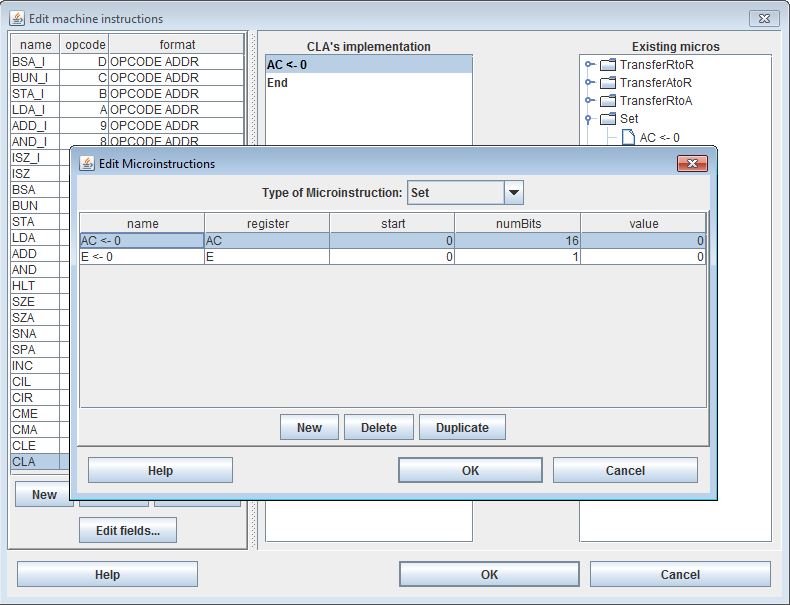 Edit machine instructions
name opcode format
BSA_I D OPCODE ADDR
BUN_I C OPCODE ADDR
STA_I B OPCODE ADDR
LDA_I A OPCODE ADDR
ADD_I 9 OPCODE ADDR
AND_I 8 OPCODE ADDR
ISZ_I
ISZ
BSA
BUN
STA
LDA
ADD
AND
HLT
SZE
SZA
SNA
SPA
INC
CIL
CIR
CME
CMA
CLE
CLA
New
Edit fields...
CLA's implementation
AC <- 0
End
Existing micros
TransferRtoR
TransferAtoR
TransferRtoA
Set
AC <- 0
Edit Microinstructions
Type of Microinstruction: Set
name register start numBits value
AC <- 0 AC 0 16 0
E <- 0 E 0 1 0
New Delete Duplicate
Help OK Cancel
Help OK Cancel